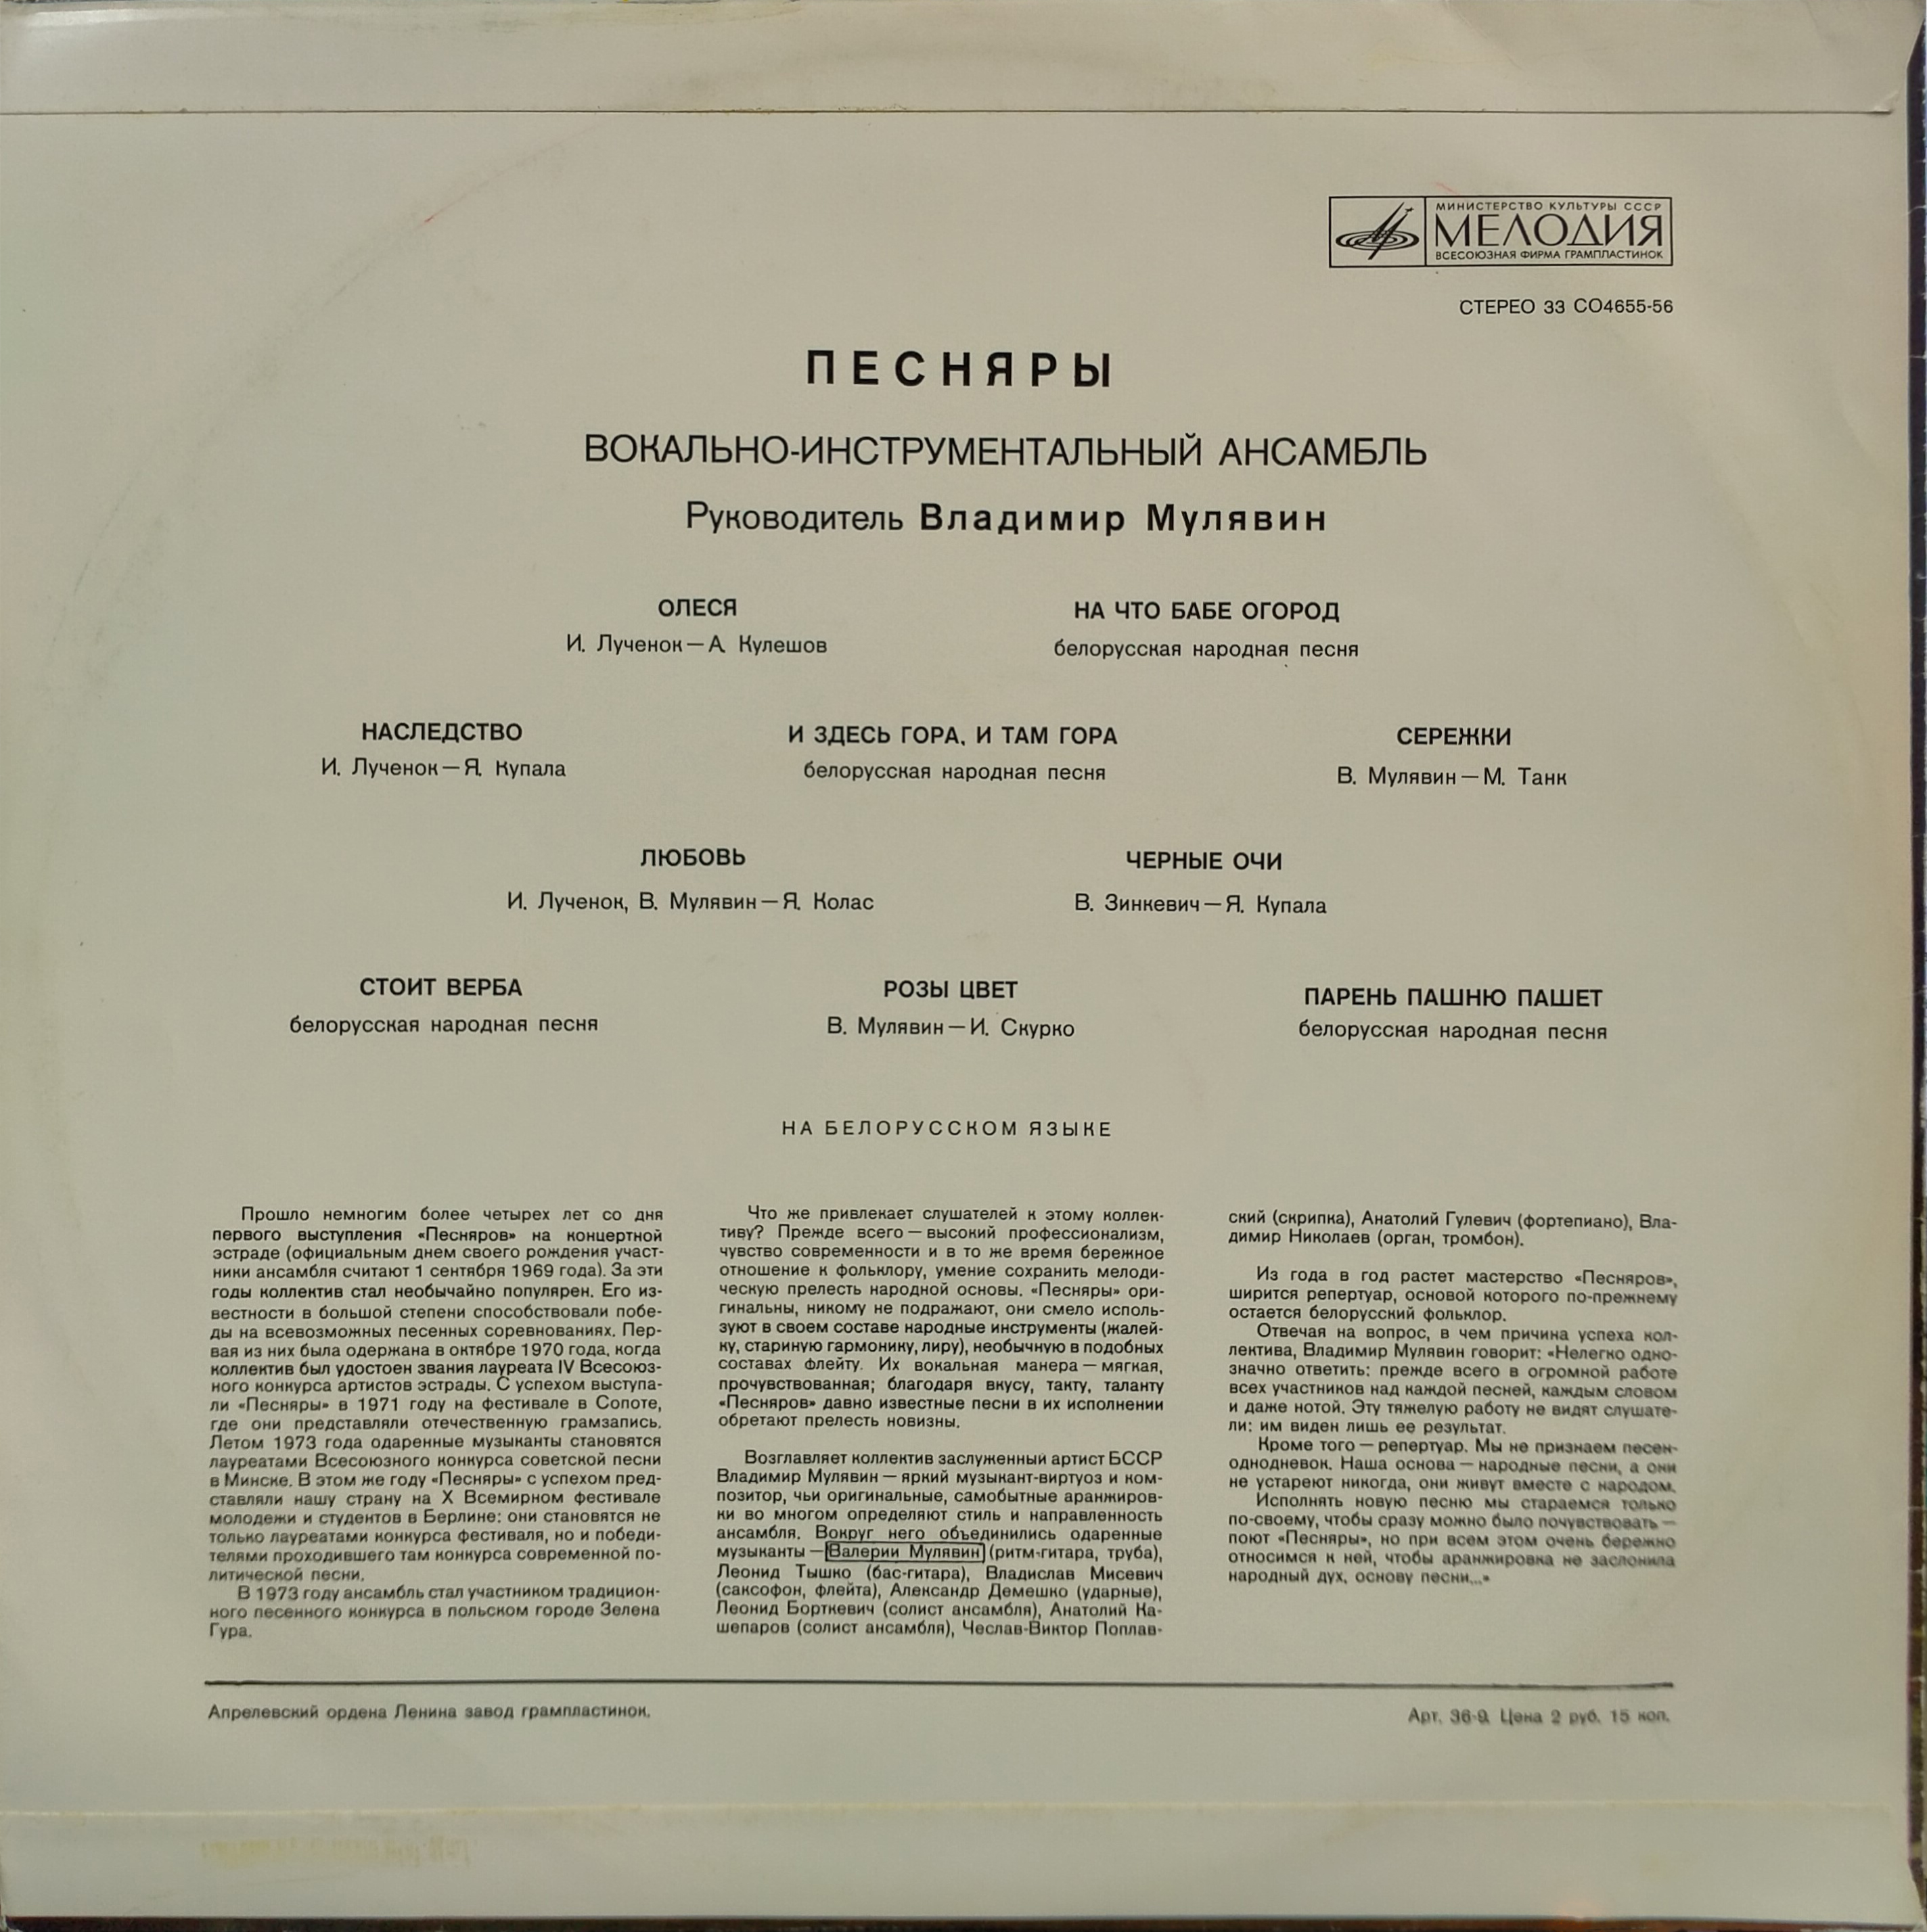 МИНИСТЕРСТВО КУЛЬТУРЫ СССР
МЕЛОДИЯ
ВСЕСОЮЗНАЯ ФИРМА ГРАМПЛАСТИНОК
СТЕРЕО 33 СО4655-56
ПЕСНЯРЫ
ВОКАЛЬНО-ИНСТРУМЕНТАЛЬНЫЙ АНСАМБЛЬ
Руководитель Владимир Мулявин
ОЛЕСЯ
И. Лученок — А. Кулешов
НА ЧТО БАБЕ ОГОРОД
белорусская народная песня
НАСЛЕДСТВО
И. Лученок — Я. Купала
И ЗДЕСЬ ГОРА, И ТАМ ГОРА
белорусская народная песня
СЕРЕЖКИ
В. Мулявин — М. Танк
ЛЮБОВЬ
И. Лученок, В. Мулявин — Я. Колас
ЧЕРНЫЕ ОЧИ
В. Зинкевич — Я. Купала
СТОИТ ВЕРБА
белорусская народная песня
РОЗЫ ЦВЕТ
В. Мулявин — И. Скурко
ПАРЕНЬ ПАШНЮ ПАШЕТ
белорусская народная песня
НА БЕЛОРУССКОМ ЯЗЫКЕ
Прошло немногим более четырех лет со дня
первого выступления «Песняров» на концертной
эстраде (официальным днем своего рождения участ-
ники ансамбля считают 1 сентября 1969 года). За эти
годы коллектив стал необычайно популярен. Его из-
вестности в большой степени способствовали побе-
ды на всевозможных песенных соревнованиях. Пер-
вая из них была одержана в октябре 1970 года, когда
коллектив был удостоен звания лауреата IV Всесоюз-
ного конкурса артистов эстрады. С успехом выступа-
ли «Песняры» в 1971 году на фестивале в Сопоте,
где они представляли отечественную грамзапись.
Летом 1973 года одаренные музыканты становятся
лауреатами Всесоюзного конкурса советской песни
в Минске. В этом же году «Песняры» с успехом пред-
ставляли нашу страну на X Всемирном фестивале
молодежи и студентов в Берлине: они становятся не
только лауреатами конкурса фестиваля, но и победи-
телями проходившего там конкурса современной по-
литической песни.
В 1973 году ансамбль стал участником традицион-
ного песенного конкурса в польском городе Зелена
Гура.
Что же привлекает слушателей к этому коллек-
тиву? Прежде всего — высокий профессионализм,
чувство современности и в то же время бережное
отношение к фольклору, умение сохранить мелоди-
ческую прелесть народной основы. «Песняры» ори-
гинальны, никому не подражают, они смело исполь-
зуют в своем составе народные инструменты (жалей-
ку, стариную гармонику, лиру), необычную в подобных
составах флейту. Их вокальная манера — мягкая,
прочувствованная; благодаря вкусу, такту, таланту
«Песняров» давно известные песни в их исполнении
обретают прелесть новизны.
Возглавляет коллектив заслуженный артист БССР
Владимир Мулявин — яркий музыкант-виртуоз и ком-
позитор, чьи оригинальные, самобытные аранжиров-
ки во многом определяют стиль и направленность
ансамбля. Вокруг него объединились одаренные
музыканты — Валерии Мулявин (ритм-гитара, труба),
Леонид Тышко (бас-гитара), Владислав Мисевич
(саксофон, флейта), Александр Демешко (ударные),
Леонид Борткевич (солист ансамбля), Анатолий Ка-
шепаров (солист ансамбля), Чеслав-Виктор Поплав-
ский (скрипка), Анатолий Гулевич (фортепиано), Вла-
димир Николаев (орган, тромбон).
Из года в год растет мастерство «Песняров»,
ширится репертуар, основой которого по-прежнему
остается белорусский фольклор.
Отвечая на вопрос, в чем причина успеха кол-
лектива, Владимир Мулявин говорит: «Нелегко одно-
значно ответить: прежде всего в огромной работе
всех участников над каждой песней, каждым словом
и даже нотой. Эту тяжелую работу не видят слушате-
ли: им виден лишь ее результат.
Кроме того — репертуар. Мы не признаем песен-
однодневок. Наша основа — народные песни, а они
не устареют никогда, они живут вместе с народом.
Исполнять новую песню мы стараемся только
по-своему, чтобы сразу можно было почувствовать —
поют «Песняры», но при всем этом очень бережно
относимся к ней, чтобы аранжировка не заслонила
народный дух, основу песни...»
Апрелевский ордена Ленина завод грампластинок.
Арт. 36-9. Цена 2 руб. 15 коп.